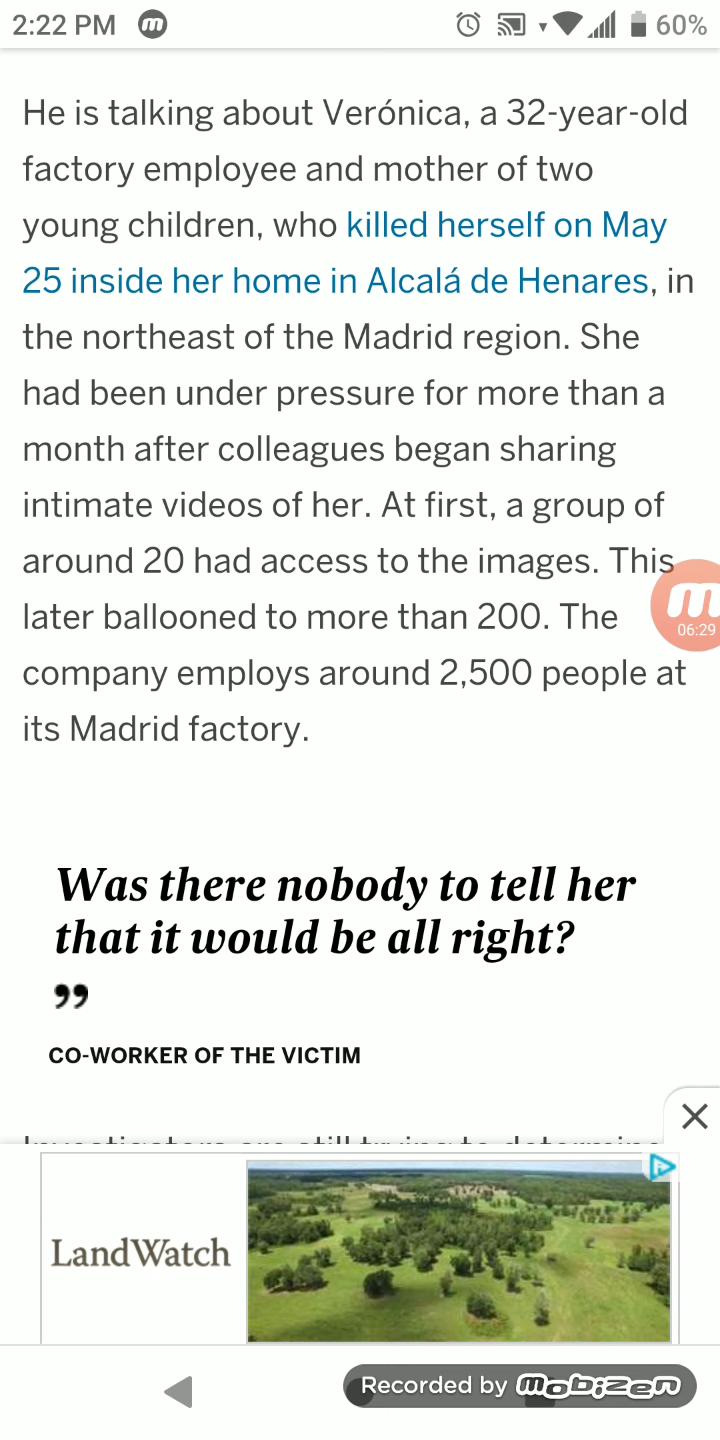 2:22 PM m 60%
He is talking about Verónica, a 32-year-old
factory employee and mother of two
young children, who killed herself on May
25 inside her home in Alcalá de Henares, in
the northeast of the Madrid region. She
had been under pressure for more than a
month after colleagues began sharing
intimate videos of her. At first, a group of
around 20 had access to the images. This
later ballooned to more than 200. The
m
06:29
company employs around 2,500 people at
its Madrid factory.
Was there nobody to tell her
that it would be all right?
”
CO-WORKER OF THE VICTIM
LandWatch
Recorded by mobizen